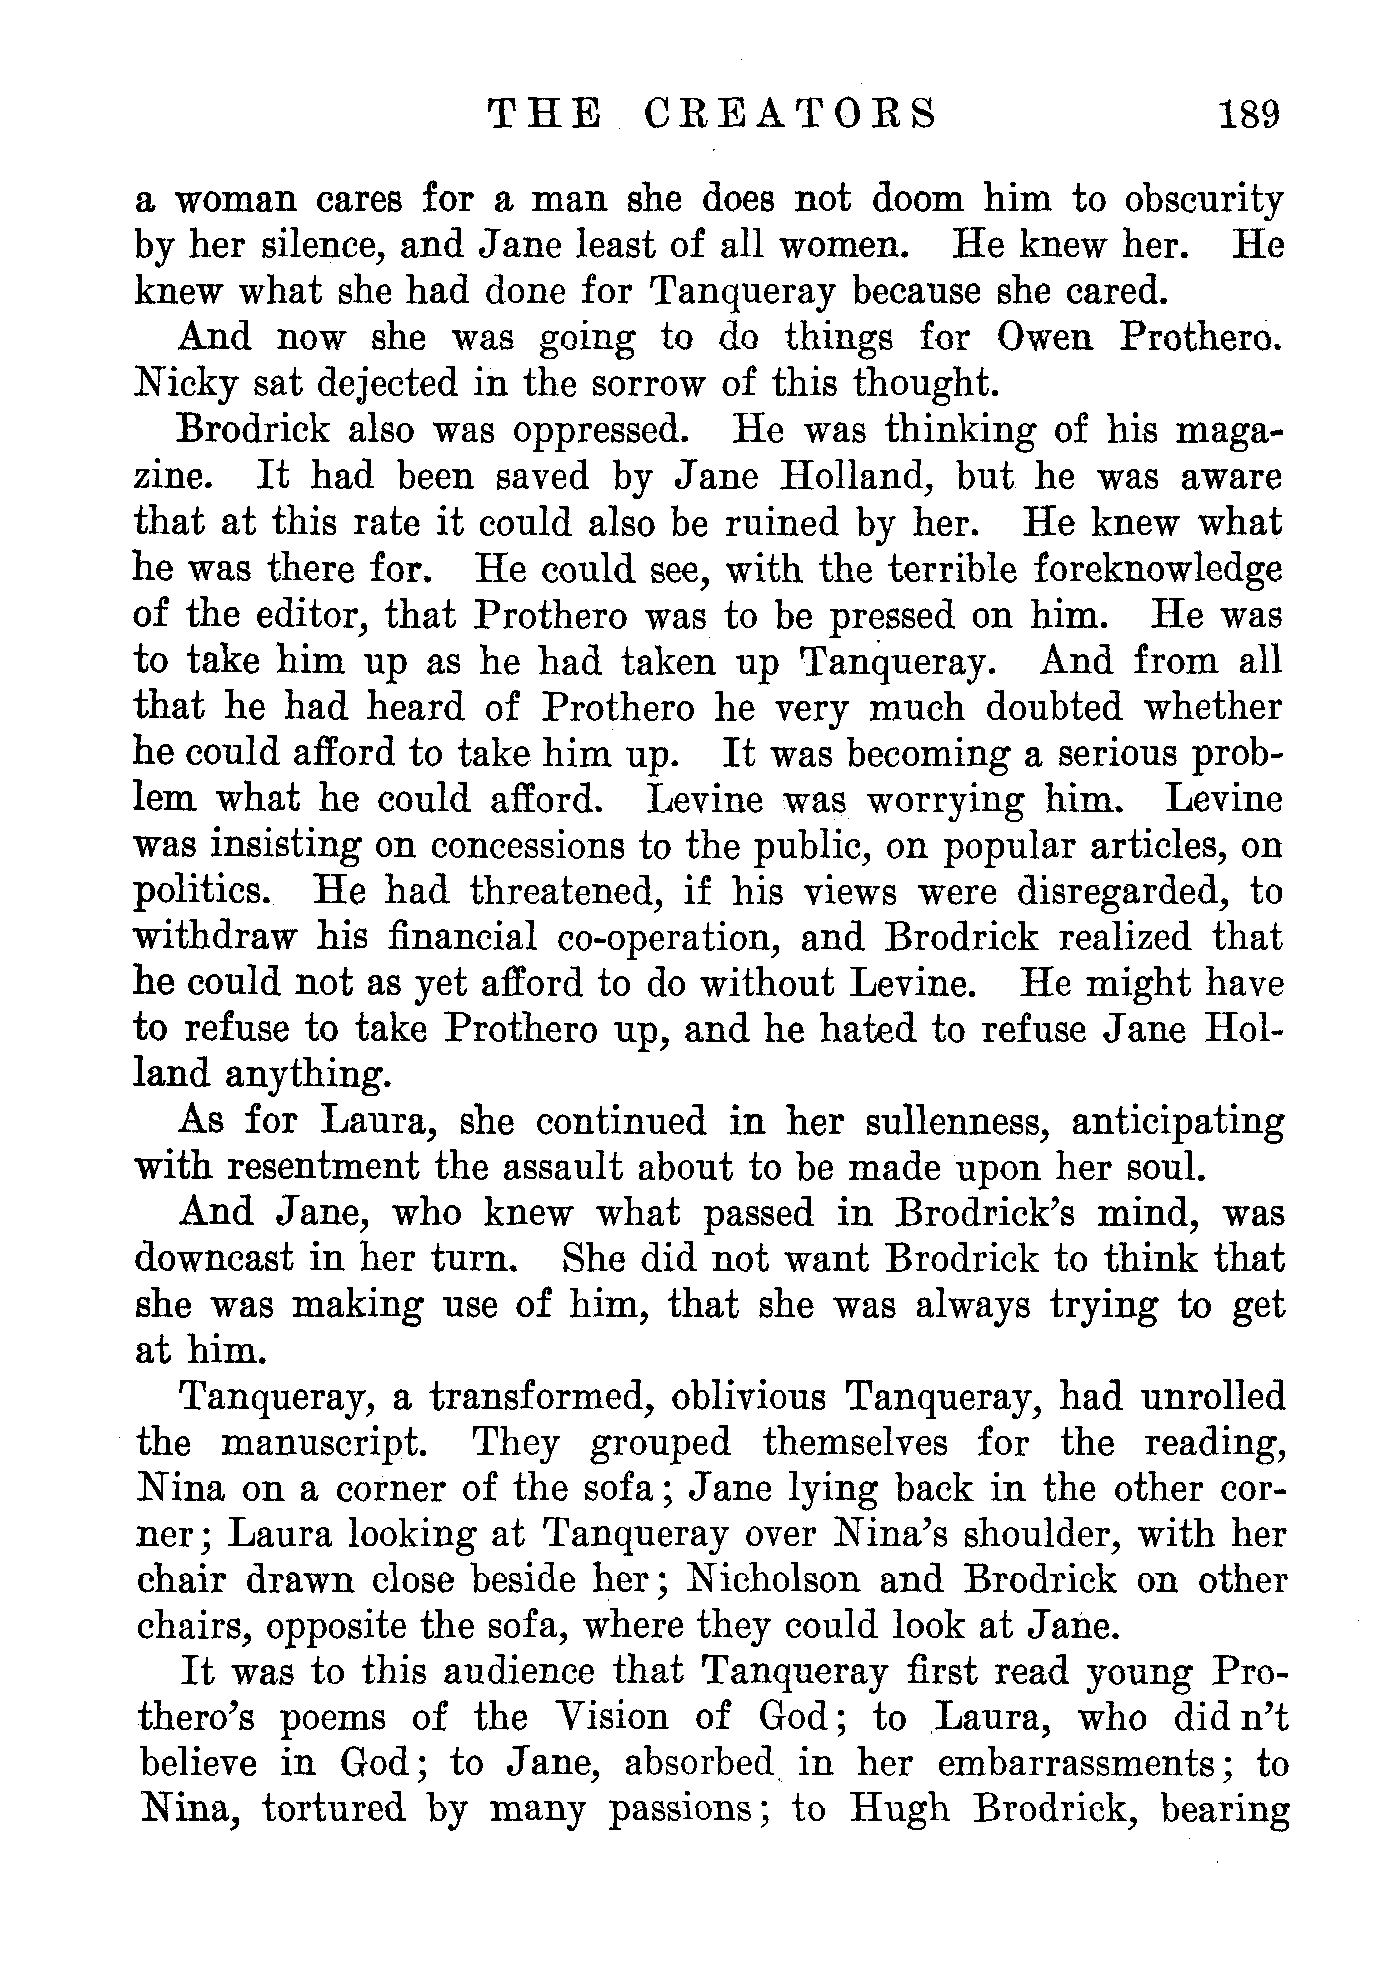 THE CREATORS 189
a woman cares for a man she does not doom him to obscurity
by her silence, and Jane least of all women. He knew her. He
knew what she had done for Tanqueray because she cared.
And now she was going to do things for Owen Prothero.
Nicky sat dejected in the sorrow of this thought.
Brodrick also was oppressed. He was thinking of his maga-
zine. It had been saved by Jane Holland, but he was aware
that at this rate it could also be ruined by her. He knew what
he was there for. He could see, with the terrible foreknowledge
of the editor, that Prothero was to be pressed on him. He was
to take him up as he had taken up Tanqueray. And from all
that he had heard of Prothero he very much doubted whether
he could afford to take him up. It was becoming a serious prob-
lem what he could afford. Levine was worrying him. Levine
was insisting on concessions to the public, on popular articles, on
politics. He had threatened, if his views were disregarded, to
withdraw his financial co-operation, and Brodrick realized that
he could not as yet afford to do without Levine. He might have
to refuse to take Prothero up, and he hated to refuse Jane Hol-
land anything.
As for Laura, she continued in her sullenness, anticipating
with resentment the assault about to be made upon her soul.
And Jane, who knew what passed in Brodrick's mind, was
downcast in her turn. She did not want Brodrick to think that
she was making use of him, that she was always trying to get
at him.
Tanqueray, a transformed, oblivious Tanqueray, had unrolled
the manuscript. They grouped themselves for the reading,
Nina on a corner of the sofa; Jane lying back in the other cor-
ner; Laura looking at Tanqueray over Nina's shoulder, with her
chair drawn close beside her; Nicholson and Brodrick on other
chairs, opposite the sofa, where they could look at Jane.
It was to this audience that Tanqueray first read young Pro-
thero's poems of the Vision of God; to Laura, who did n't
believe in God; to Jane, absorbed in her embarrassments; to
Nina, tortured by many passions; to Hugh Brodrick, bearing